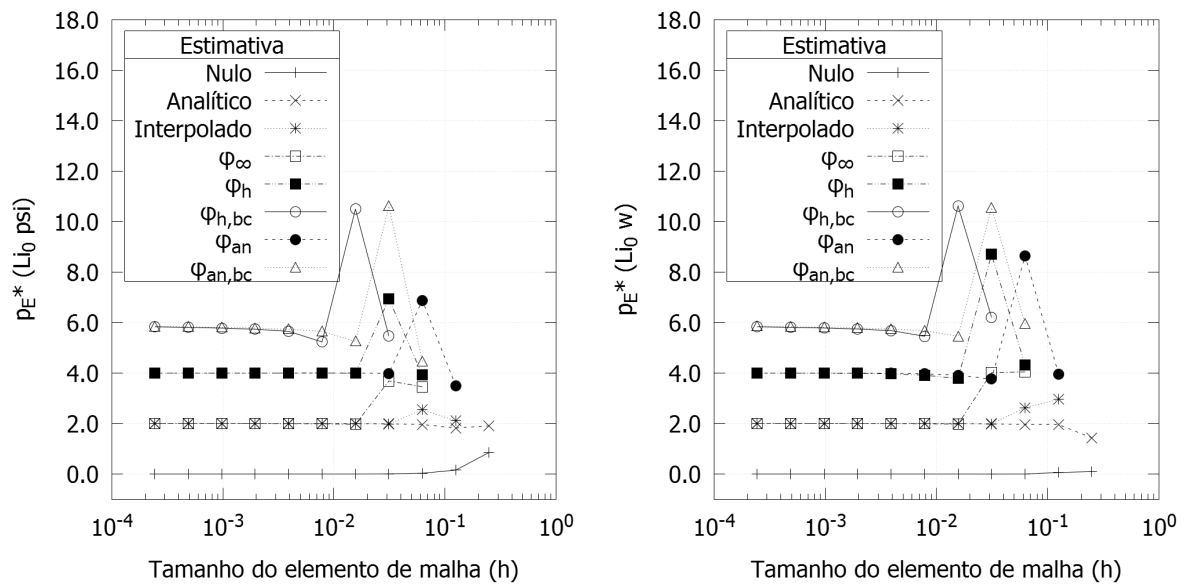 18.0
16.0
14.0
12.0
10.0
8.0
6.0
4.0
2.0
0.0
pE* (Li0 psi)
Estimativa
Nulo
Analítico
Interpolado
φ∞
φh
φh,bc
φan
φan,bc
10-4 10-3 10-2 10-1 100
Tamanho do elemento de malha (h)
18.0
16.0
14.0
12.0
10.0
8.0
6.0
4.0
2.0
0.0
pE* (Li0 w)
Estimativa
Nulo
Analítico
Interpolado
φ∞
φh
φh,bc
φan
φan,bc
10-4 10-3 10-2 10-1 100
Tamanho do elemento de malha (h)